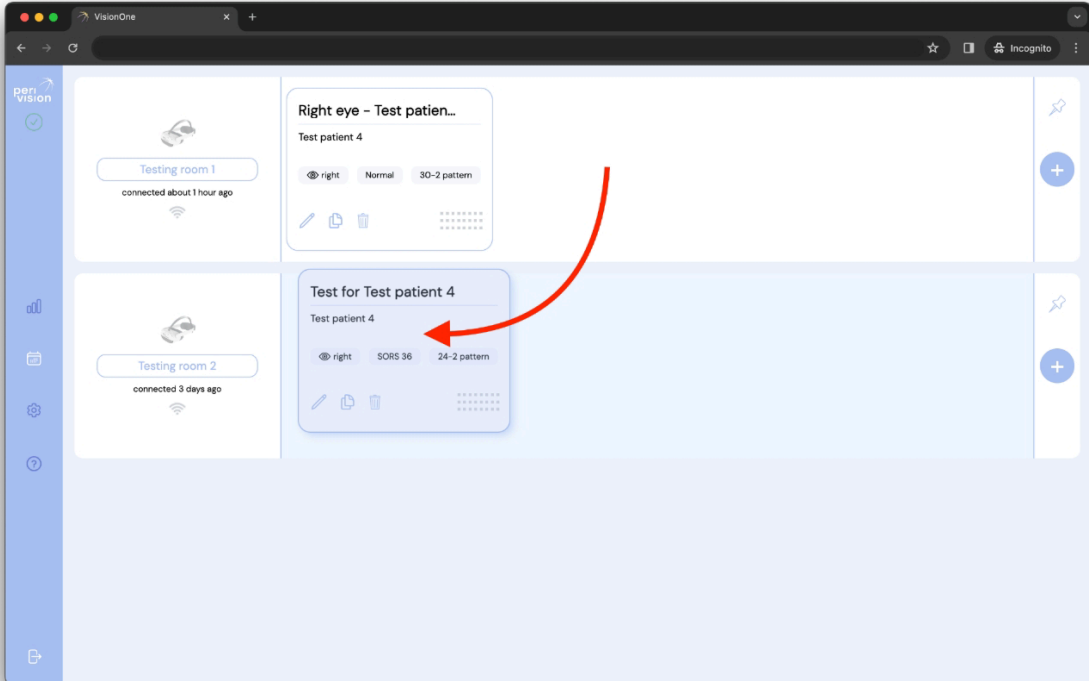 VisionOne
Incognito
peri
vision
Right eye - Test patien...
Test patient 4
right
Normal
30-2 pattern
Testing room 1
connected about 1 hour ago
Test for Test patient 4
Test patient 4
right
SORS 36
24-2 pattern
Testing room 2
connected 3 days ago